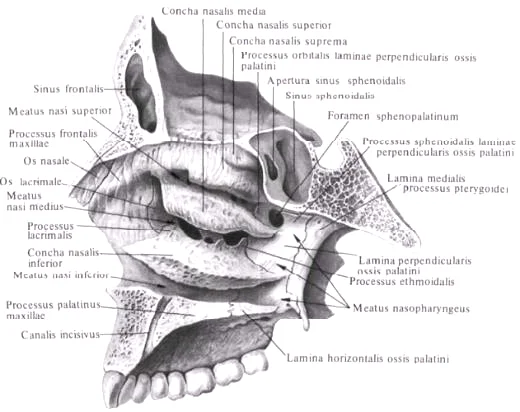 Concha nasalis media
Concha nasalis superior
Concha nasalis suprema
Processus orbitalis laminae perpendicularis ossis
palatini
Apertura sinus sphenoidalis
Sinus sphenoidalis
Foramen sphenopalatinum
Processus sphenoidalis laminae
perpendicularis ossis palatini
Lamina medialis
processus pterygoidei
Lamina perpendicularis
ossis palatini
Processus ethmoidalis
Meatus nasopharyngeus
Lamina horizontalis ossis palatini
Sinus frontalis
Meatus nasi superior
Processus frontalis
maxillae
Os nasale
Os lacrimale
Meatus
nasi medius
Processus
lacrimalis
Concha nasalis
inferior
Meatus nasi inferior
Processus palatinus
maxillae
Canalis incisivus